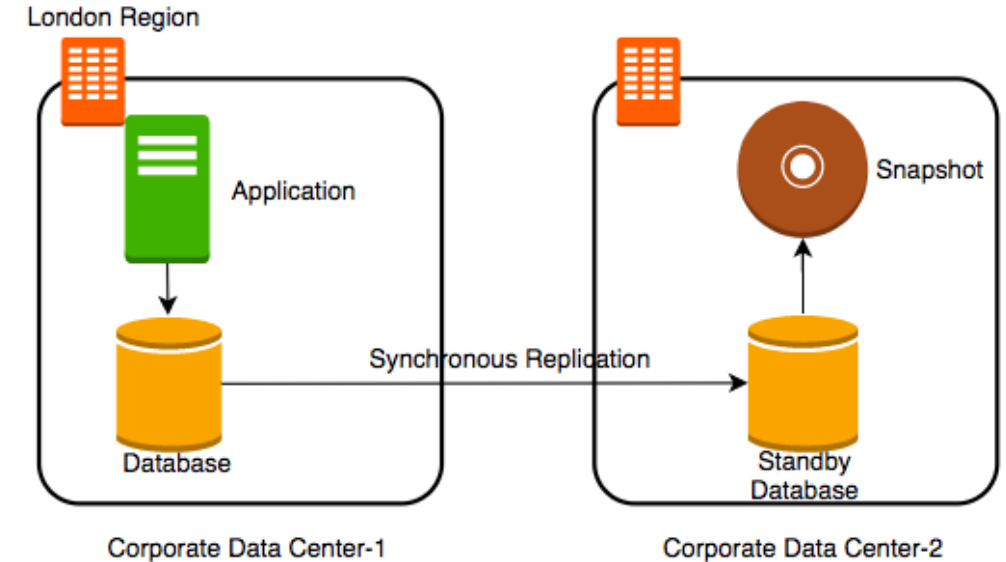 London Region
Application
Snapshot
Synchronous Replication
Database
Standby
Database
Corporate Data Center-1
Corporate Data Center-2